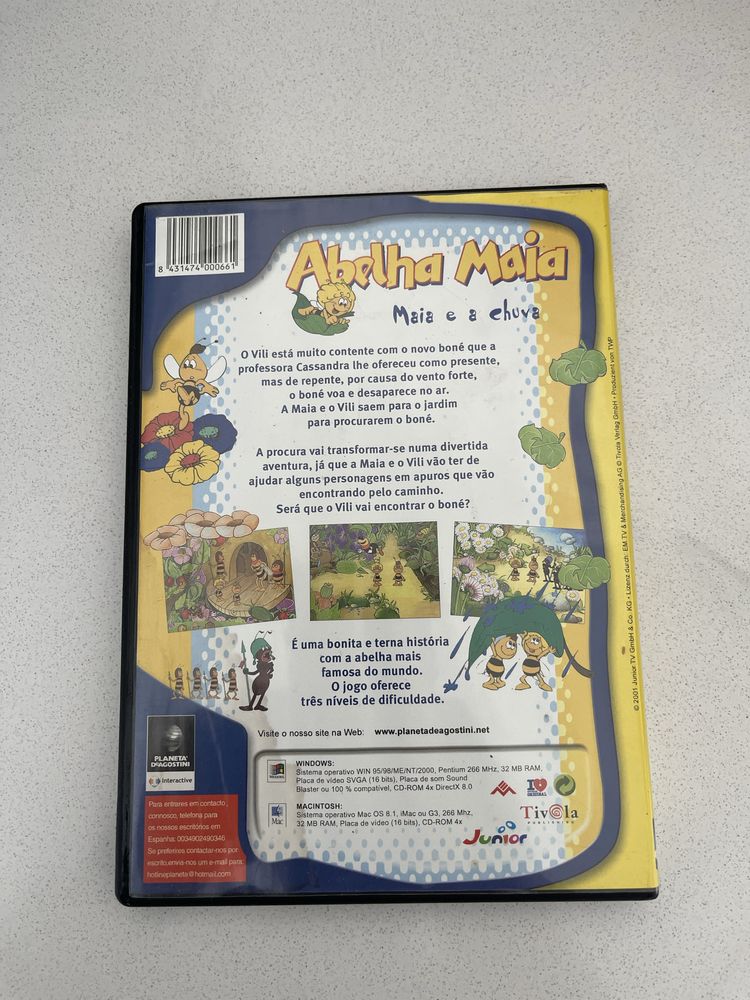 8 431474 000661
Abelha Maia
Maia e a chuva
O Vili está muito contente com o novo boné que a
professora Cassandra lhe ofereceu como presente,
mas de repente, por causa do vento forte,
o boné voa e desaparece no ar.
A Maia e o Vili saem para o jardim
para procurarem o boné.
A procura vai transformar-se numa divertida
aventura, já que a Maia e o Vili vão ter de
ajudar alguns personagens em apuros que vão
encontrando pelo caminho.
Será que o Vili vai encontrar o boné?
É uma bonita e terna história
com a abelha mais
famosa do mundo.
O jogo oferece
três níveis de dificuldade.
Visite o nosso site na Web: www.planetadeagostini.net
PLANETA
DeAGOSTINI
interactive
Para entrares em contacto
connosco, telefona para
os nossos escritórios em
Espanha: 0034902490346
Se preferires contactar-nos por
escrito,envia-nos um e-mail para:
hotlineplaneta@hotmail.com
WINDOWS:
Sistema operativo WIN 95/98/ME/NT/2000, Pentium 266 MHz, 32 MB RAM,
Placa de vídeo SVGA (16 bits), Placa de som Sound
Blaster ou 100 % compatível, CD-ROM 4x DirectX 8.0
Mac
MACINTOSH:
Sistema operativo Mac OS 8.1, iMac ou G3, 266 Mhz,
32 MB RAM, Placa de vídeo (16 bits), CD-ROM 4x
I
ORIGINAL
Tivola
PUBLISHING
Junior
© 2001 Junior TV GmbH & Co. KG • Lizenz durch: EM.TV & Merchandising AG © Tivola Verlag GmbH • Produziert von TWP